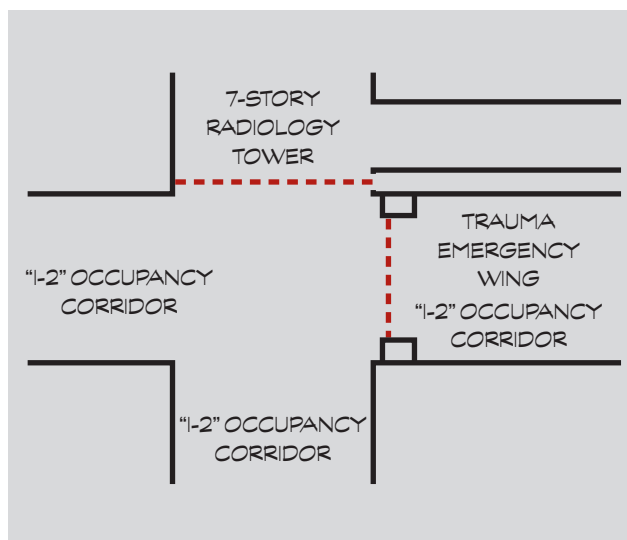 7-STORY
RADIOLOGY
TOWER
TRAUMA
EMERGENCY
WING
"I-2" OCCUPANCY
CORRIDOR
"I-2" OCCUPANCY
CORRIDOR
"I-2" OCCUPANCY
CORRIDOR